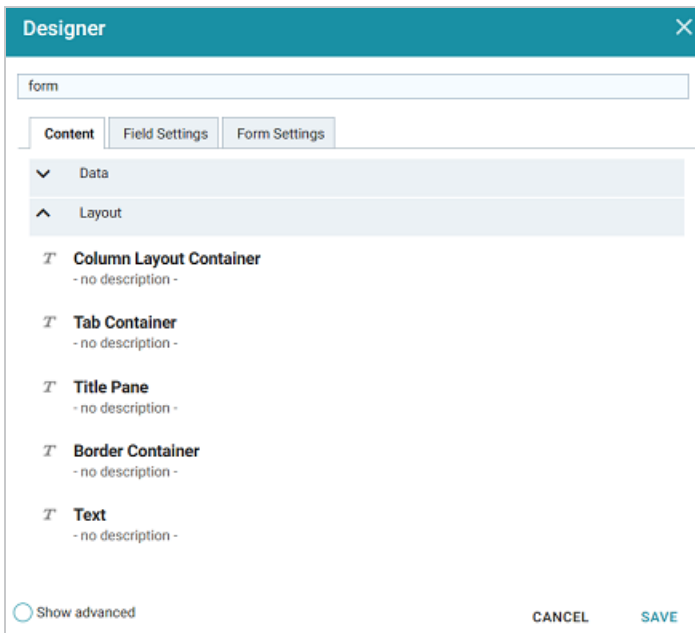 Designer
form
Content Field Settings Form Settings
Data
Layout
T Column Layout Container
- no description -
T Tab Container
- no description -
T Title Pane
- no description -
T Border Container
- no description -
T Text
- no description -
Show advanced
CANCEL SAVE